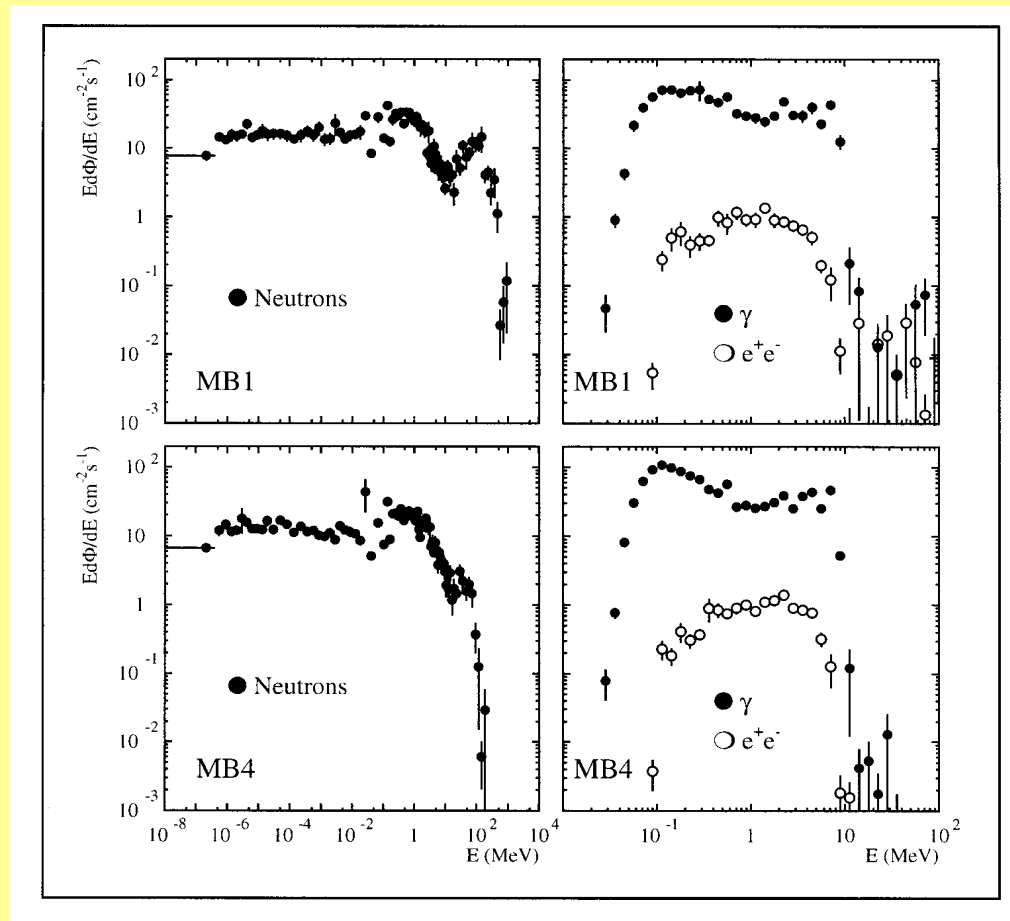 EdΦ/dE (cm⁻²s⁻¹)
10²
10
1
10⁻¹
10⁻²
10⁻³
● Neutrons
MB1
● γ
○ e⁺e⁻
MB1
EdΦ/dE (cm⁻²s⁻¹)
10²
10
1
10⁻¹
10⁻²
10⁻³
● Neutrons
MB4
● γ
○ e⁺e⁻
MB4
10⁻⁸ 10⁻⁶ 10⁻⁴ 10⁻² 1 10² 10⁴
E (MeV)
10⁻¹ 1 10 10²
E (MeV)